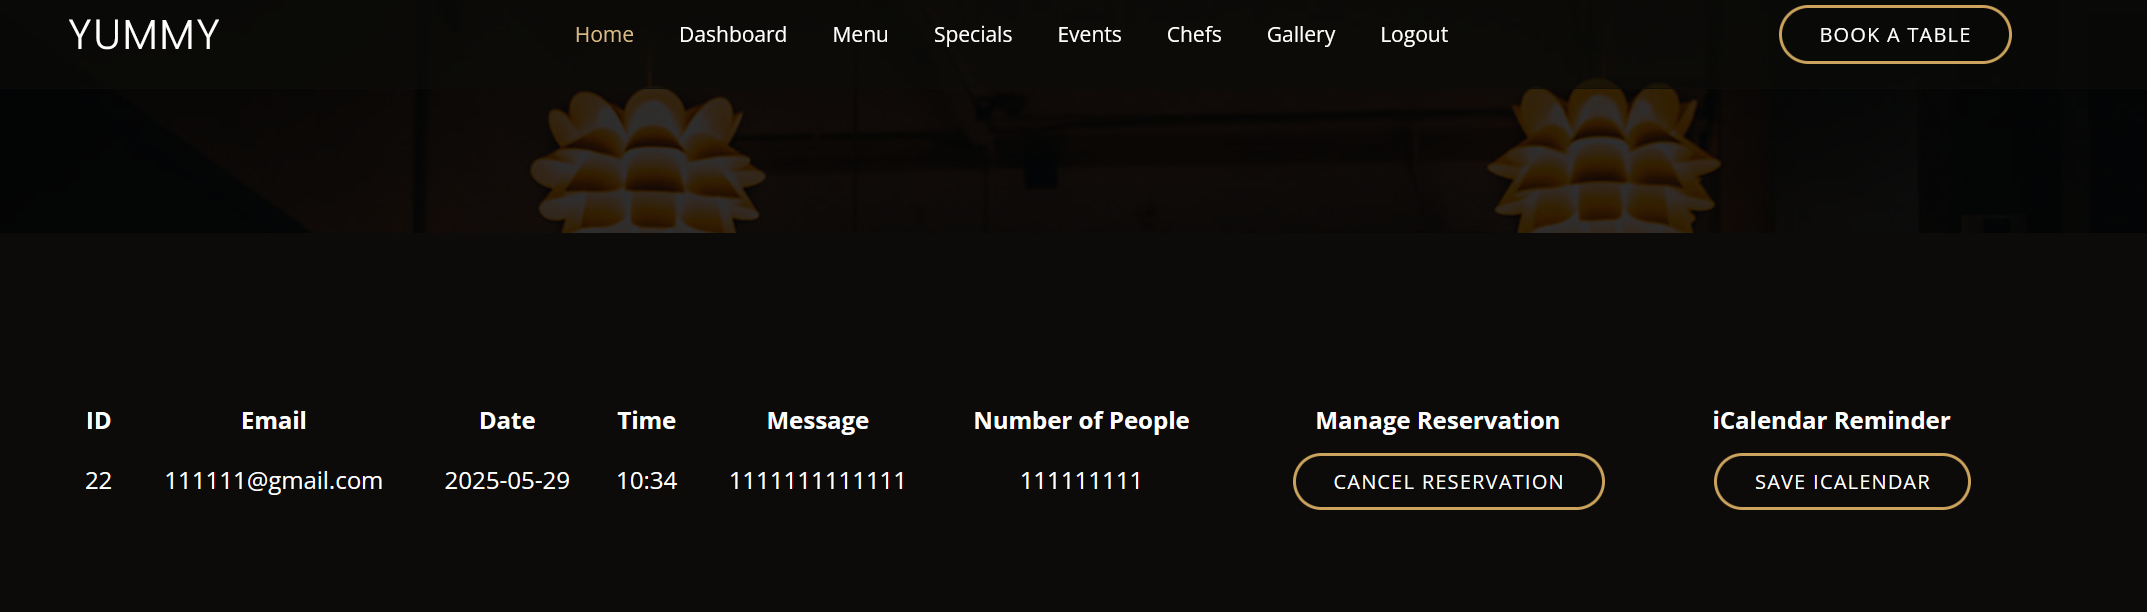 YUMMY
Home Dashboard Menu Specials Events Chefs Gallery Logout
BOOK A TABLE
ID Email Date Time Message Number of People Manage Reservation iCalendar Reminder
22 111111@gmail.com 2025-05-29 10:34 1111111111111 111111111 CANCEL RESERVATION SAVE ICALENDAR